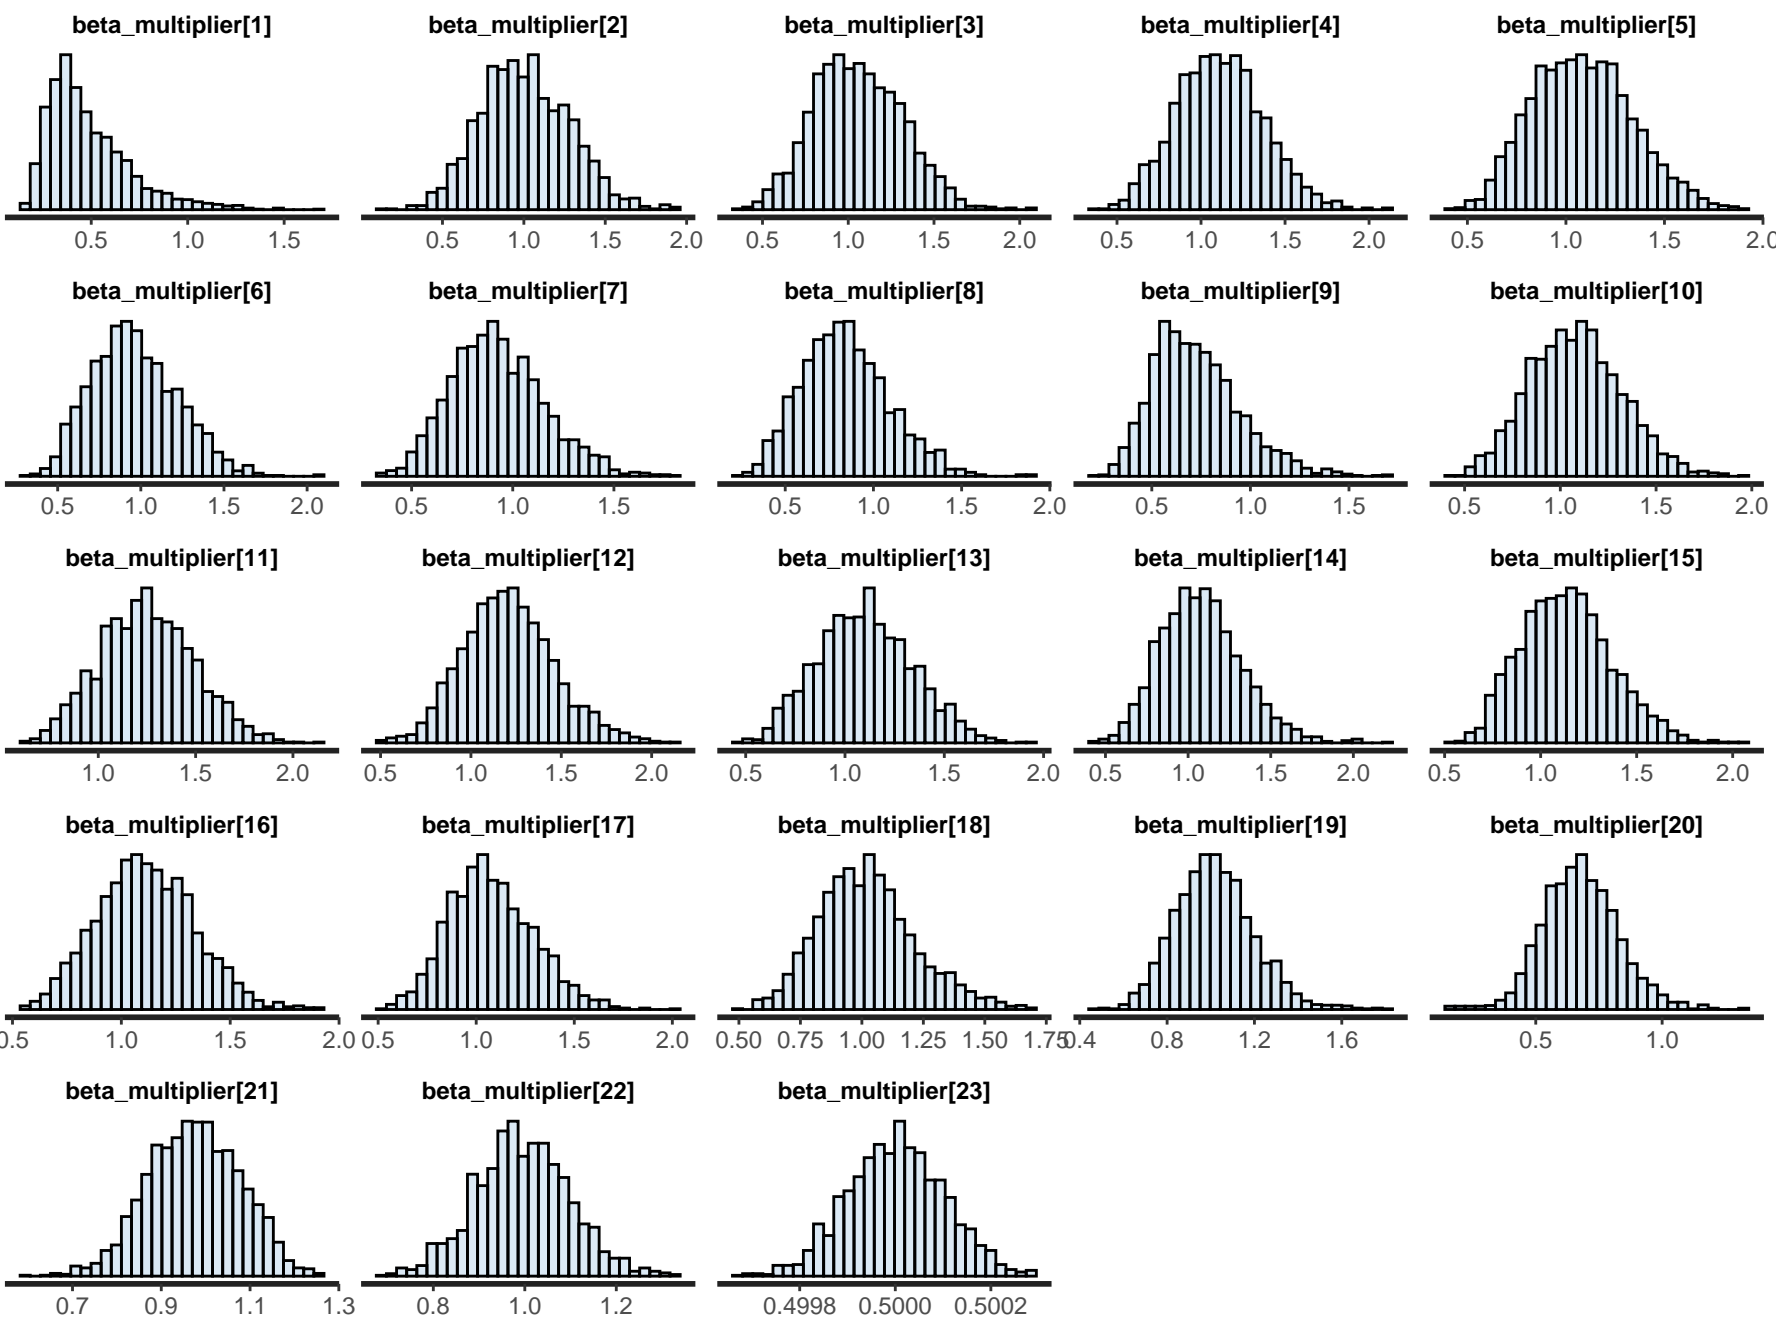 beta_multiplier[1] beta_multiplier[2] beta_multiplier[3] beta_multiplier[4] beta_multiplier[5]
0.5 1.0 1.5 0.5 1.0 1.5 2.0 0.5 1.0 1.5 2.0 0.5 1.0 1.5 2.0 0.5 1.0 1.5 2.0
beta_multiplier[6] beta_multiplier[7] beta_multiplier[8] beta_multiplier[9] beta_multiplier[10]
0.5 1.0 1.5 2.0 0.5 1.0 1.5 0.5 1.0 1.5 2.0 0.5 1.0 1.5 0.5 1.0 1.5 2.0
beta_multiplier[11] beta_multiplier[12] beta_multiplier[13] beta_multiplier[14] beta_multiplier[15]
1.0 1.5 2.0 0.5 1.0 1.5 2.0 0.5 1.0 1.5 2.0 0.5 1.0 1.5 2.0 0.5 1.0 1.5 2.0
beta_multiplier[16] beta_multiplier[17] beta_multiplier[18] beta_multiplier[19] beta_multiplier[20]
0.5 1.0 1.5 2.0 0.5 1.0 1.5 2.0 0.50 0.75 1.00 1.25 1.50 1.75 0.4 0.8 1.2 1.6 0.5 1.0
beta_multiplier[21] beta_multiplier[22] beta_multiplier[23]
0.7 0.9 1.1 1.3 0.8 1.0 1.2 0.4998 0.5000 0.5002